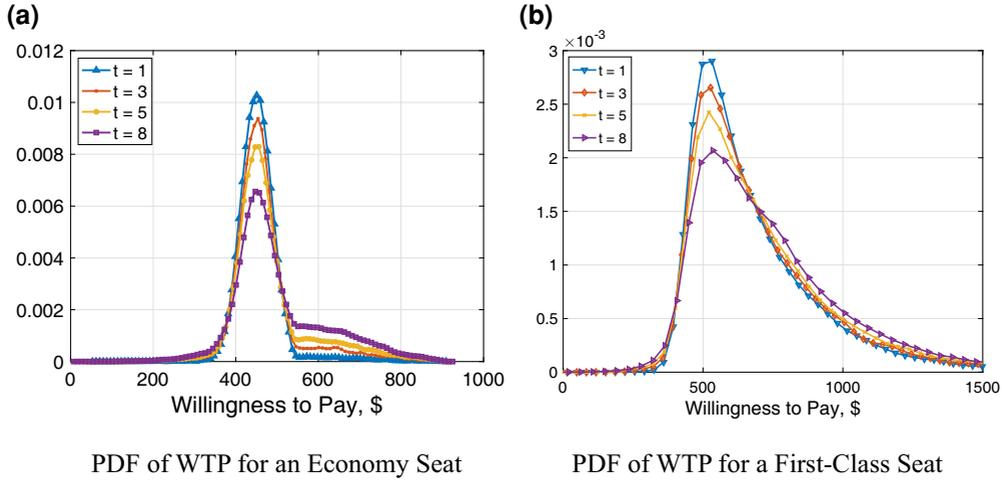 (a)
0.012
0.01
0.008
0.006
0.004
0.002
0
t = 1
t = 3
t = 5
t = 8
0 200 400 600 800 1000
Willingness to Pay, $
PDF of WTP for an Economy Seat
(b)
×10⁻³
3
2.5
2
1.5
1
0.5
0
t = 1
t = 3
t = 5
t = 8
0 500 1000 1500
Willingness to Pay, $
PDF of WTP for a First-Class Seat